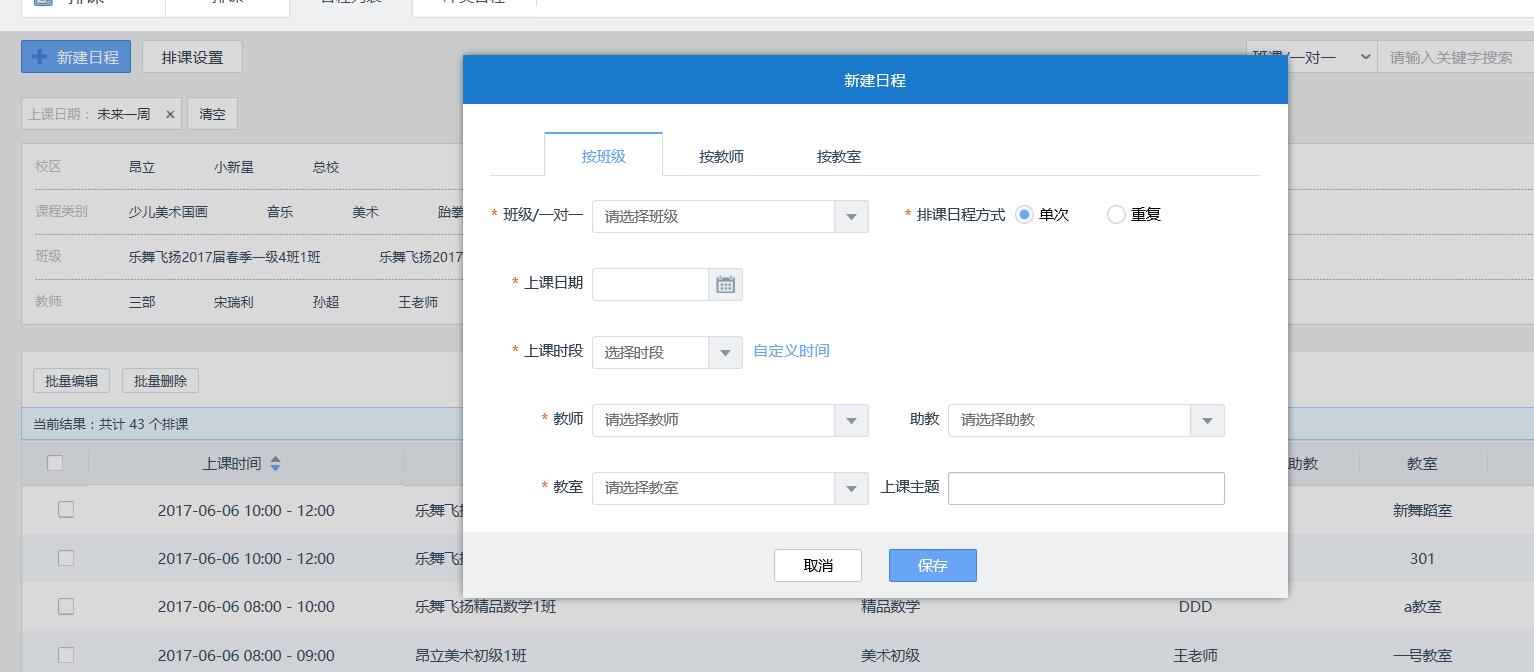 新建日程
排课设置
班课/一对一
请输入关键字搜索
上课日期： 未来一周 ×
清空
校区 昂立 小新星 总校
课程类别 少儿美术国画 音乐 美术 跆拳
班级 乐舞飞扬2017届春季一级4班1班 乐舞飞扬2017
教师 三部 宋瑞利 孙超 王老师
批量编辑 批量删除
当前结果：共计 43 个排课
上课时间 助教 教室
2017-06-06 10:00 - 12:00 乐舞飞 新舞蹈室
2017-06-06 10:00 - 12:00 乐舞飞 301
2017-06-06 08:00 - 10:00 乐舞飞扬精品数学1班 精品数学 DDD a教室
2017-06-06 08:00 - 09:00 昂立美术初级1班 美术初级 王老师 一号教室
新建日程
按班级 按教师 按教室
* 班级/一对一 请选择班级 * 排课日程方式 单次 重复
* 上课日期
* 上课时段 选择时段 自定义时间
* 教师 请选择教师 助教 请选择助教
* 教室 请选择教室 上课主题
取消 保存